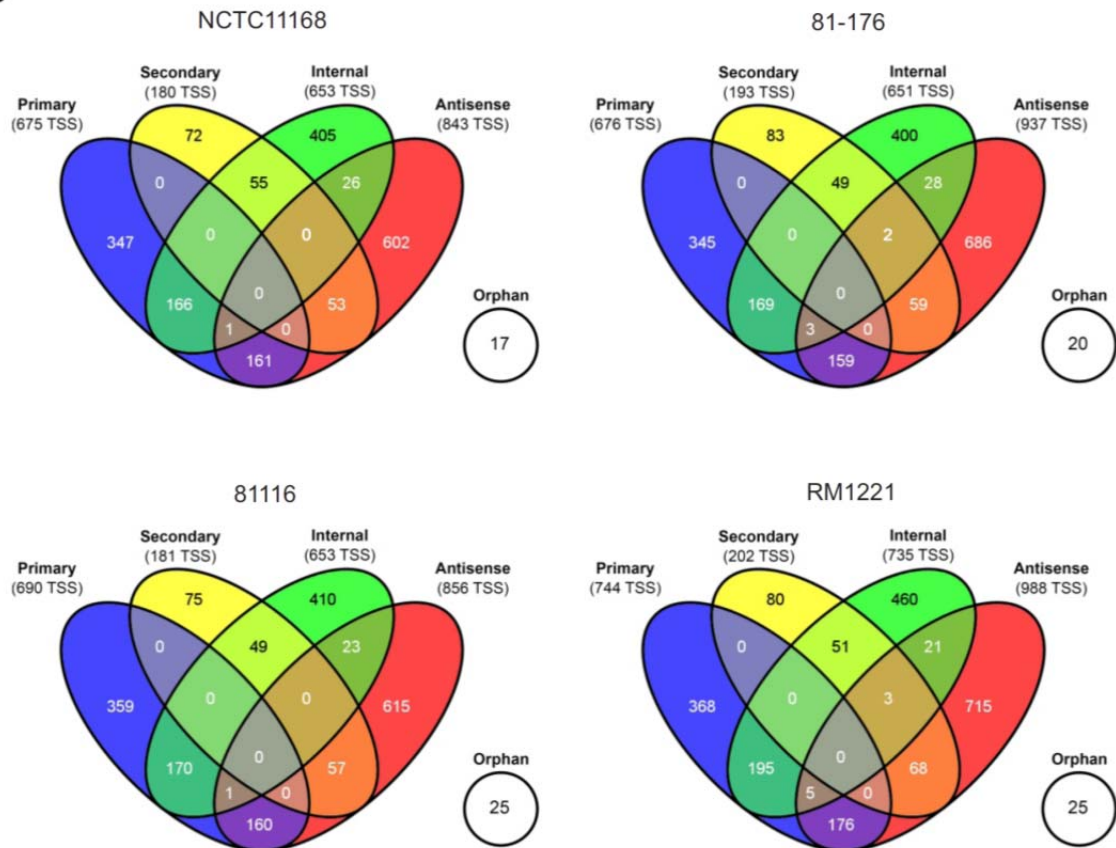 NCTC11168
Secondary
(180 TSS)
Internal
(653 TSS)
Primary
(675 TSS)
Antisense
(843 TSS)
72
405
0
55
26
347
0
0
602
166
0
53
1
0
161
Orphan
17
81-176
Secondary
(193 TSS)
Internal
(651 TSS)
Primary
(676 TSS)
Antisense
(937 TSS)
83
400
0
49
28
345
0
2
686
169
0
59
3
0
159
Orphan
20
81116
Secondary
(181 TSS)
Internal
(653 TSS)
Primary
(690 TSS)
Antisense
(856 TSS)
75
410
0
49
23
359
0
0
615
170
0
57
1
0
160
Orphan
25
RM1221
Secondary
(202 TSS)
Internal
(735 TSS)
Primary
(744 TSS)
Antisense
(988 TSS)
80
460
0
51
21
368
0
3
715
195
0
68
5
0
176
Orphan
25